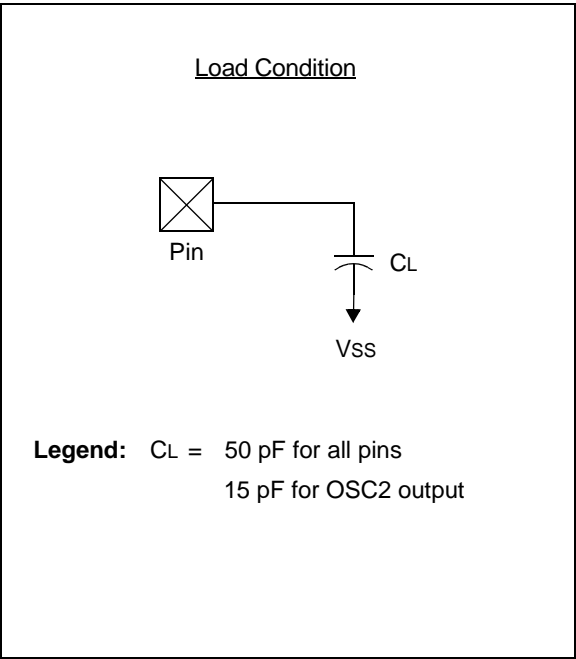 Load Condition
Pin
CL
VSS
Legend: CL = 50 pF for all pins
15 pF for OSC2 output